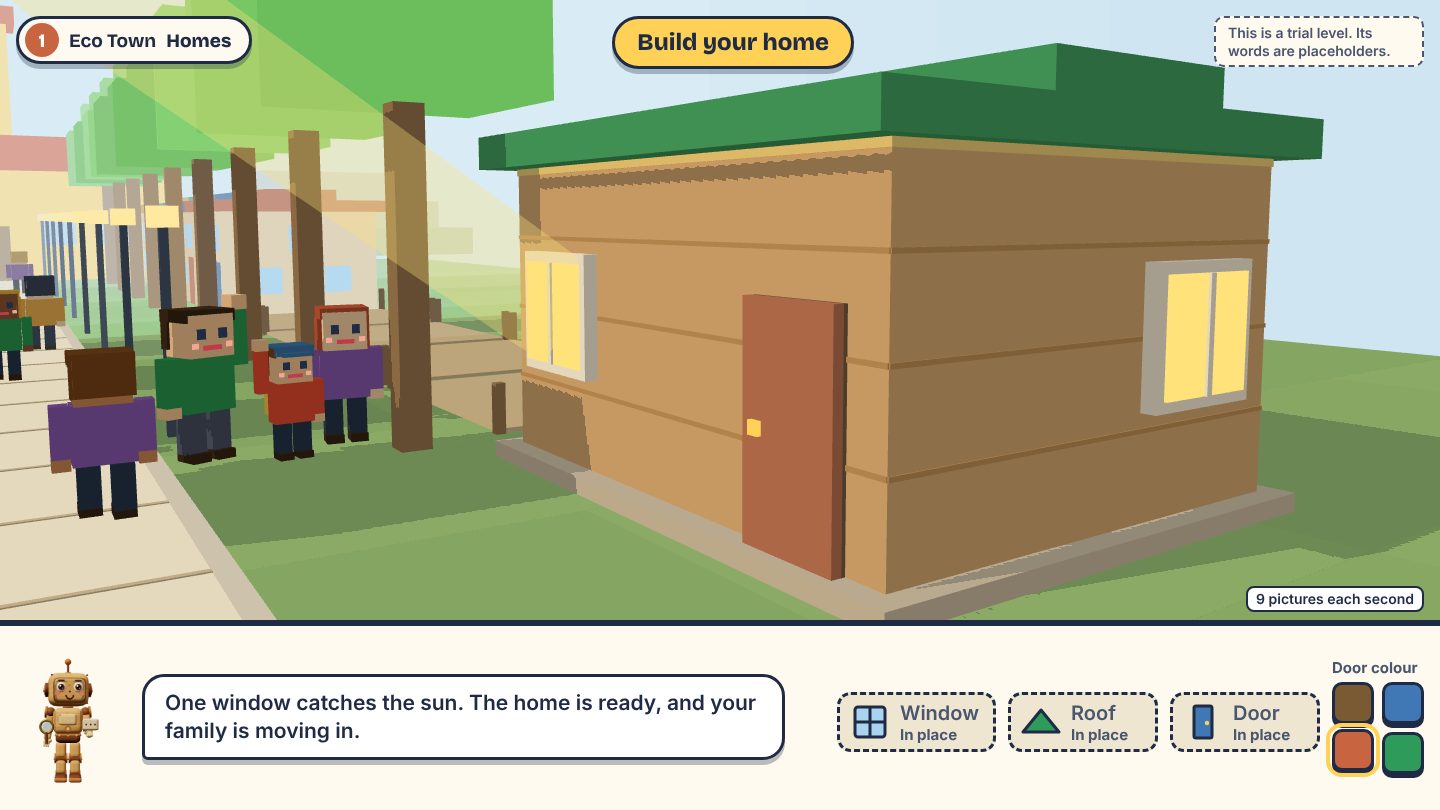 1 Eco Town Homes
Build your home
This is a trial level. Its
words are placeholders.
9 pictures each second
One window catches the sun. The home is ready, and your
family is moving in.
Window
In place
Roof
In place
Door
In place
Door colour